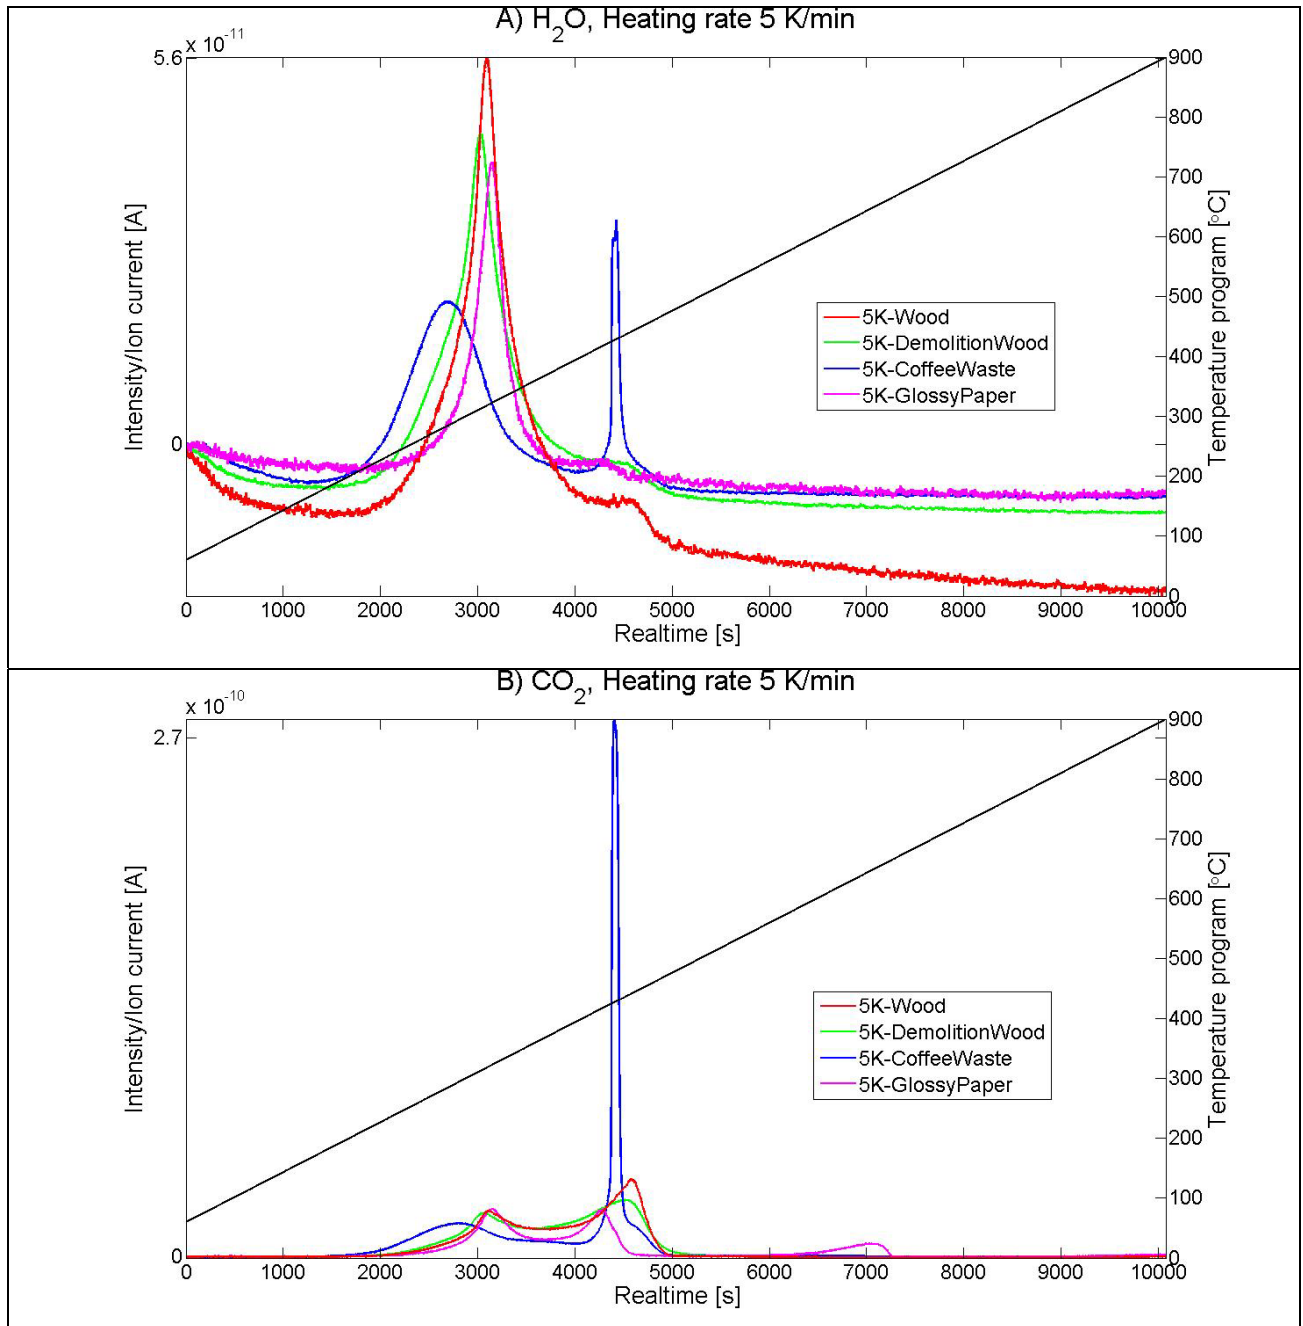 A) H2O, Heating rate 5 K/min
x 10-11
5.6
0
Intensity/Ion current [A]
900
800
700
600
500
400
300
200
100
0
Temperature program [°C]
5K-Wood
5K-DemolitionWood
5K-CoffeeWaste
5K-GlossyPaper
0 1000 2000 3000 4000 5000 6000 7000 8000 9000 10000
Realtime [s]
B) CO2, Heating rate 5 K/min
x 10-10
2.7
0
Intensity/Ion current [A]
900
800
700
600
500
400
300
200
100
0
Temperature program [°C]
5K-Wood
5K-DemolitionWood
5K-CoffeeWaste
5K-GlossyPaper
0 1000 2000 3000 4000 5000 6000 7000 8000 9000 10000
Realtime [s]